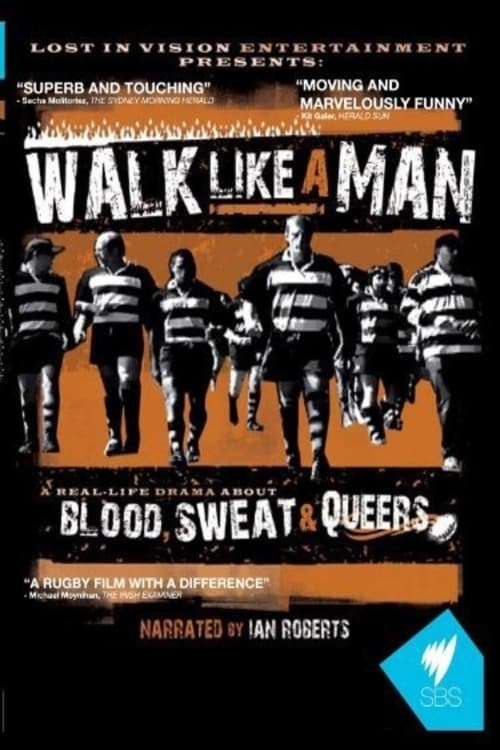 LOST IN VISION ENTERTAINMENT
PRESENTS:
“SUPERB AND TOUCHING”
- Sacha Molitorisz, THE SYDNEY MORNING HERALD
“MOVING AND
MARVELOUSLY FUNNY”
- Kit Galer, HERALD SUN
WALK LIKE A MAN
A REAL-LIFE DRAMA ABOUT
BLOOD, SWEAT & QUEERS
“A RUGBY FILM WITH A DIFFERENCE”
- Michael Moynihan, THE IRISH EXAMINER
NARRATED BY IAN ROBERTS
SBS